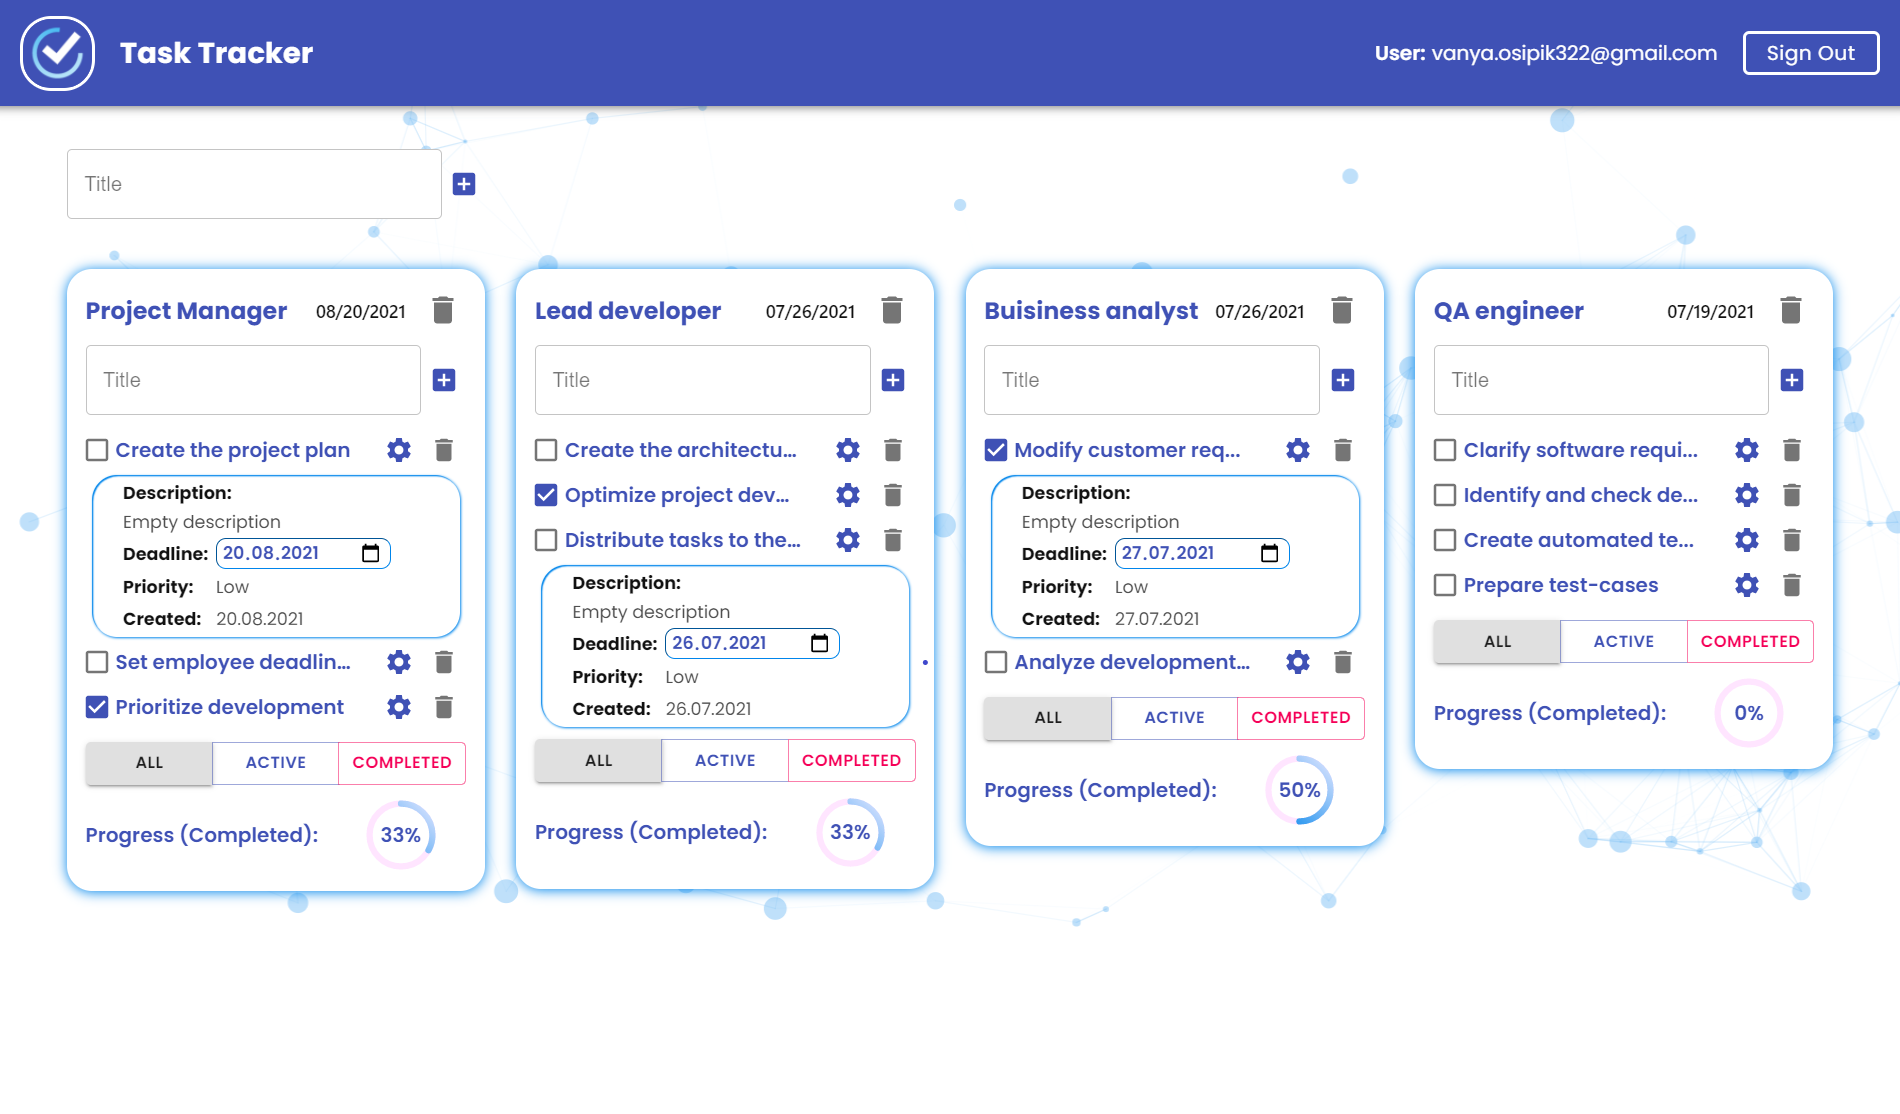 Task Tracker
User: vanya.osipik322@gmail.com
Sign Out
Title
Project Manager 08/20/2021
Title
Create the project plan
Description:
Empty description
Deadline: 20.08.2021
Priority: Low
Created: 20.08.2021
Set employee deadlin...
Prioritize development
ALL ACTIVE COMPLETED
Progress (Completed): 33%
Lead developer 07/26/2021
Title
Create the architectu...
Optimize project dev...
Distribute tasks to the...
Description:
Empty description
Deadline: 26.07.2021
Priority: Low
Created: 26.07.2021
ALL ACTIVE COMPLETED
Progress (Completed): 33%
Buisiness analyst 07/26/2021
Title
Modify customer req...
Description:
Empty description
Deadline: 27.07.2021
Priority: Low
Created: 27.07.2021
Analyze development...
ALL ACTIVE COMPLETED
Progress (Completed): 50%
QA engineer 07/19/2021
Title
Clarify software requi...
Identify and check de...
Create automated te...
Prepare test-cases
ALL ACTIVE COMPLETED
Progress (Completed): 0%